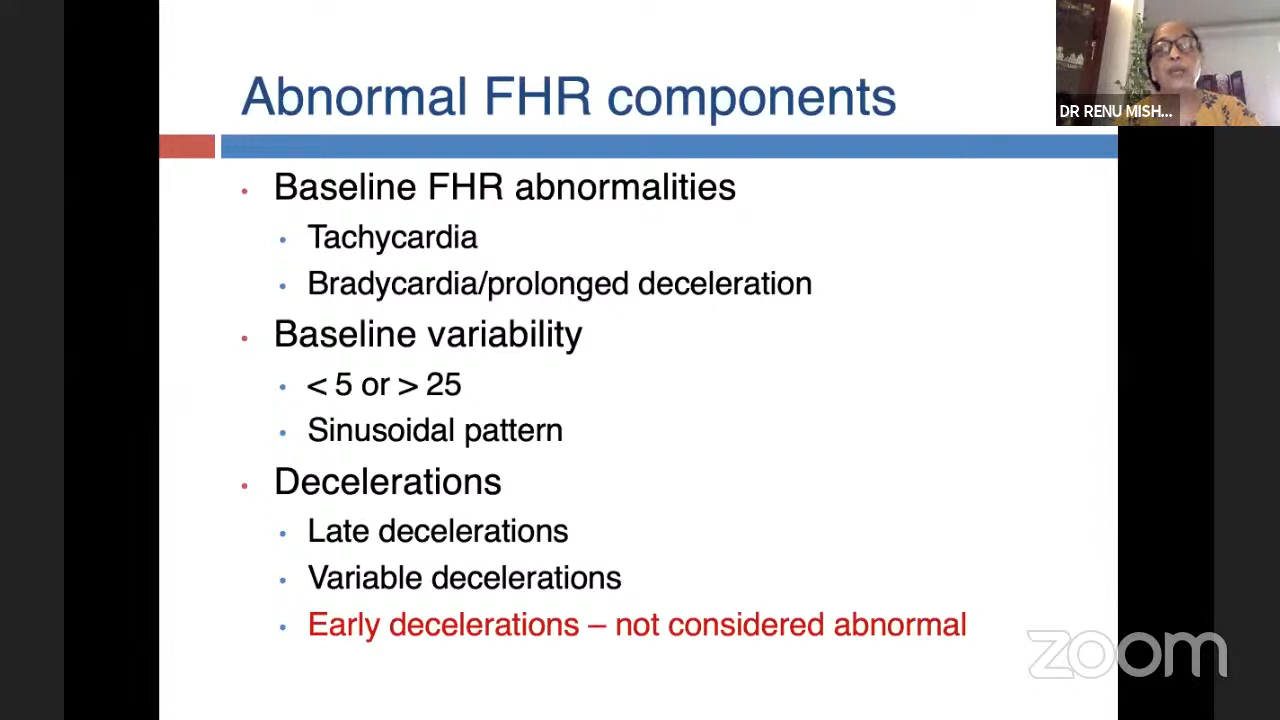 Abnormal FHR components
DR RENU MISH...
• Baseline FHR abnormalities
• Tachycardia
• Bradycardia/prolonged deceleration
• Baseline variability
• < 5 or > 25
• Sinusoidal pattern
• Decelerations
• Late decelerations
• Variable decelerations
• Early decelerations – not considered abnormal
zoom